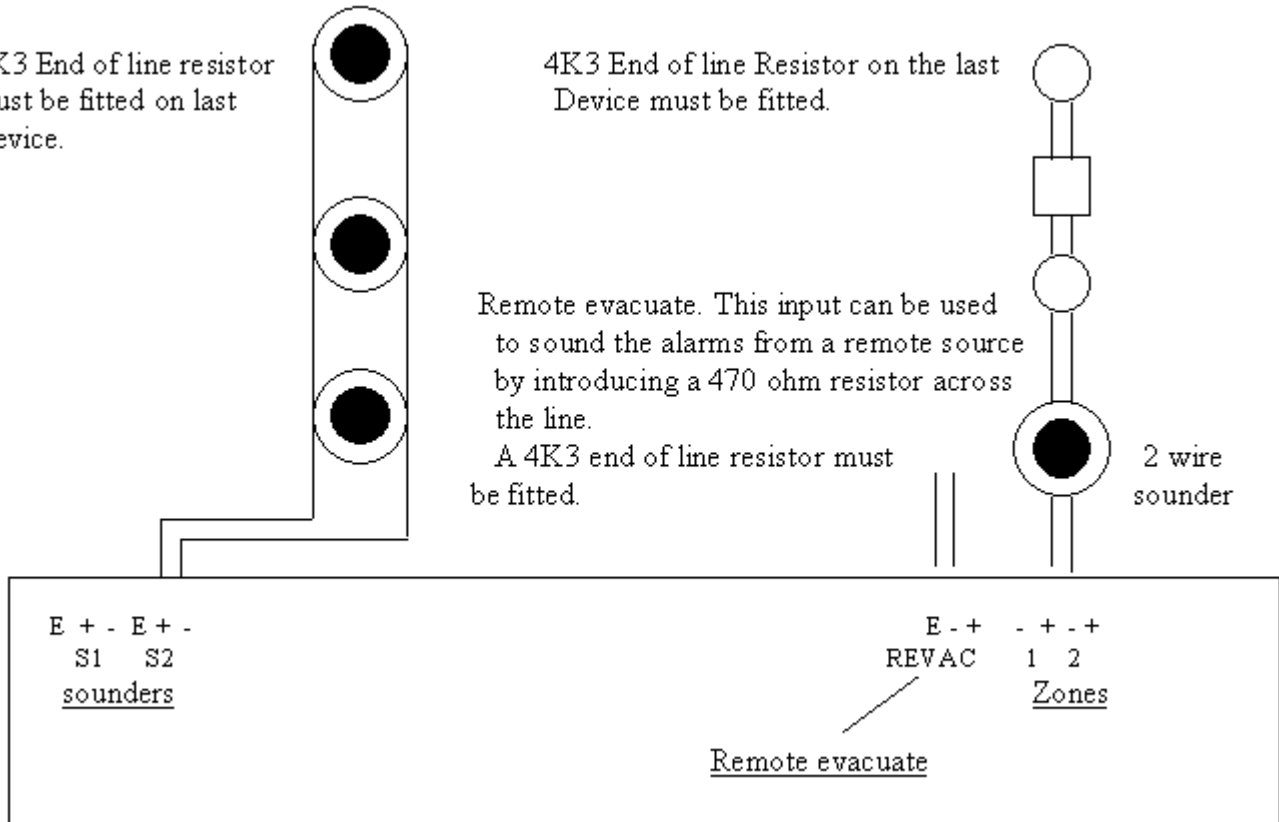 K3 End of line resistor
ust be fitted on last
evice.
4K3 End of line Resistor on the last
Device must be fitted.
Remote evacuate. This input can be used
to sound the alarms from a remote source
by introducing a 470 ohm resistor across
the line.
A 4K3 end of line resistor must
be fitted.
2 wire
sounder
E + - E + -
S1 S2
sounders
E - + - + - +
REVAC 1 2
Zones
Remote evacuate